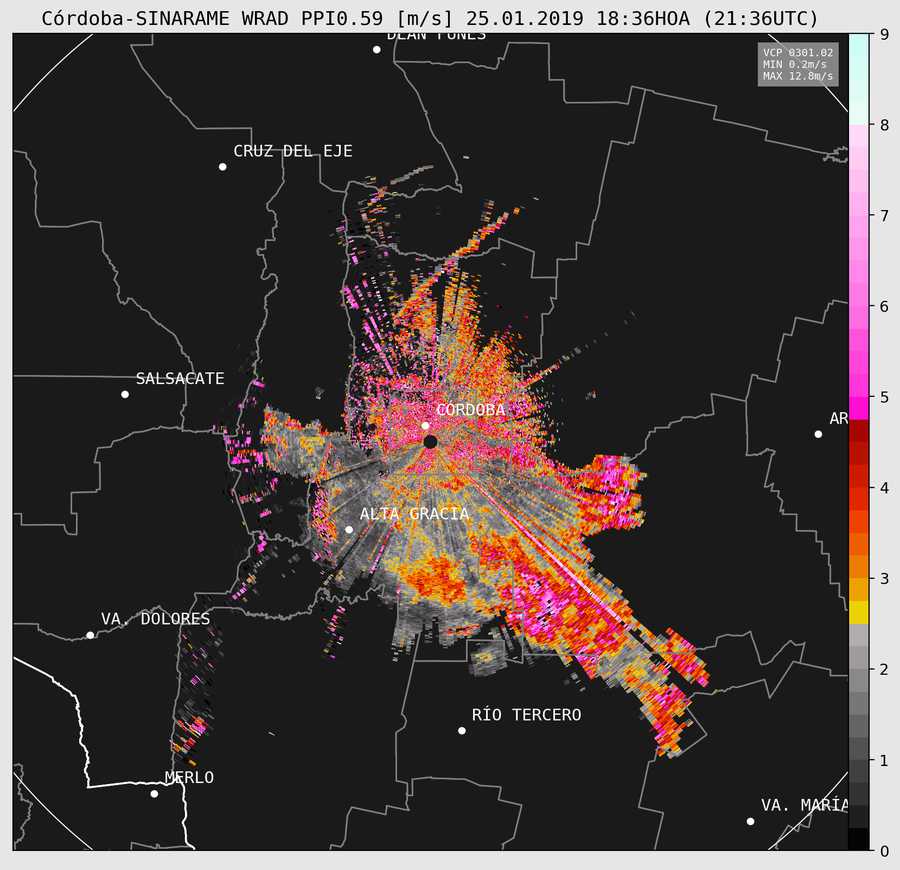 Córdoba-SINARAME WRAD PPI0.59 [m/s] 25.01.2019 18:36HOA (21:36UTC)
DEAN FUNES
VCP 0301.02
MIN 0.2m/s
MAX 12.8m/s
CRUZ DEL EJE
SALSACATE
CÓRDOBA
AR
ALTA GRACIA
VA. DOLORES
RÍO TERCERO
MERLO
VA. MARÍA
9
8
7
6
5
4
3
2
1
0